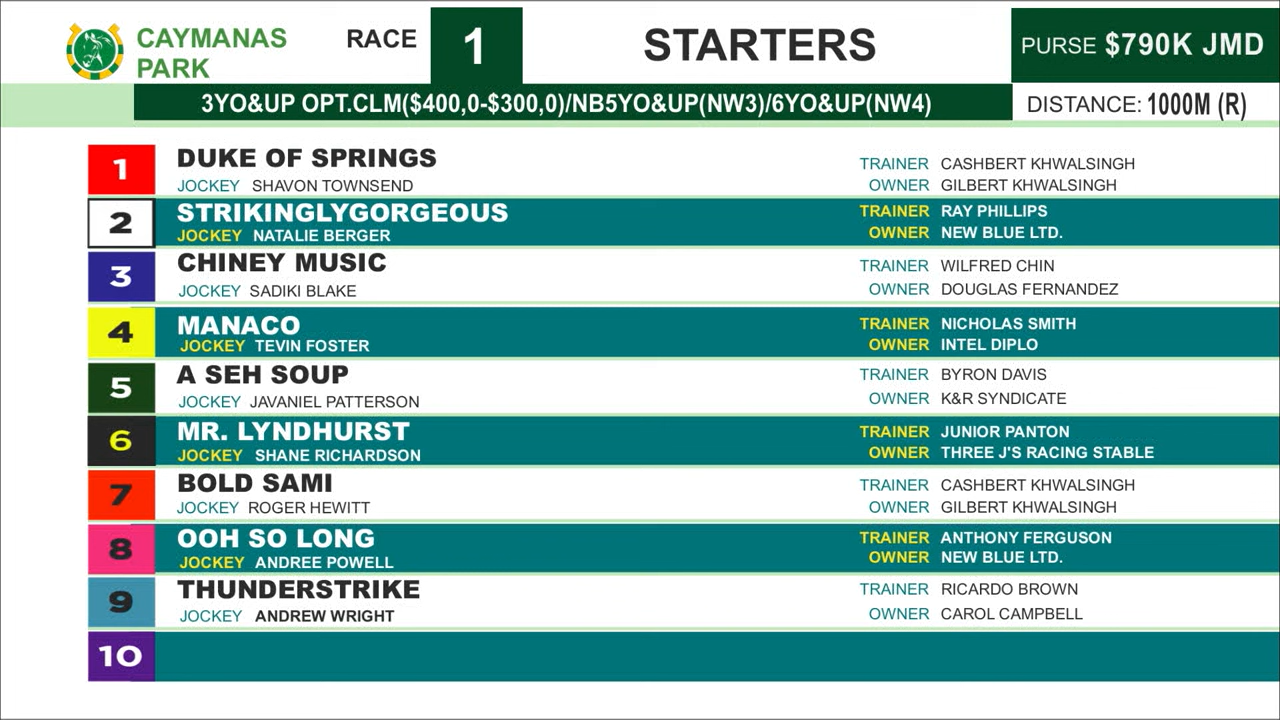 CAYMANAS PARK RACE 1 STARTERS PURSE $790K JMD
3YO&UP OPT.CLM($400,0-$300,0)/NB5YO&UP(NW3)/6YO&UP(NW4) DISTANCE: 1000M (R)
1 DUKE OF SPRINGS TRAINER CASHBERT KHWALSINGH
JOCKEY SHAVON TOWNSEND OWNER GILBERT KHWALSINGH
2 STRIKINGLYGORGEOUS TRAINER RAY PHILLIPS
JOCKEY NATALIE BERGER OWNER NEW BLUE LTD.
3 CHINEY MUSIC TRAINER WILFRED CHIN
JOCKEY SADIKI BLAKE OWNER DOUGLAS FERNANDEZ
4 MANACO TRAINER NICHOLAS SMITH
JOCKEY TEVIN FOSTER OWNER INTEL DIPLO
5 A SEH SOUP TRAINER BYRON DAVIS
JOCKEY JAVANIEL PATTERSON OWNER K&R SYNDICATE
6 MR. LYNDHURST TRAINER JUNIOR PANTON
JOCKEY SHANE RICHARDSON OWNER THREE J'S RACING STABLE
7 BOLD SAMI TRAINER CASHBERT KHWALSINGH
JOCKEY ROGER HEWITT OWNER GILBERT KHWALSINGH
8 OOH SO LONG TRAINER ANTHONY FERGUSON
JOCKEY ANDREE POWELL OWNER NEW BLUE LTD.
9 THUNDERSTRIKE TRAINER RICARDO BROWN
JOCKEY ANDREW WRIGHT OWNER CAROL CAMPBELL
10